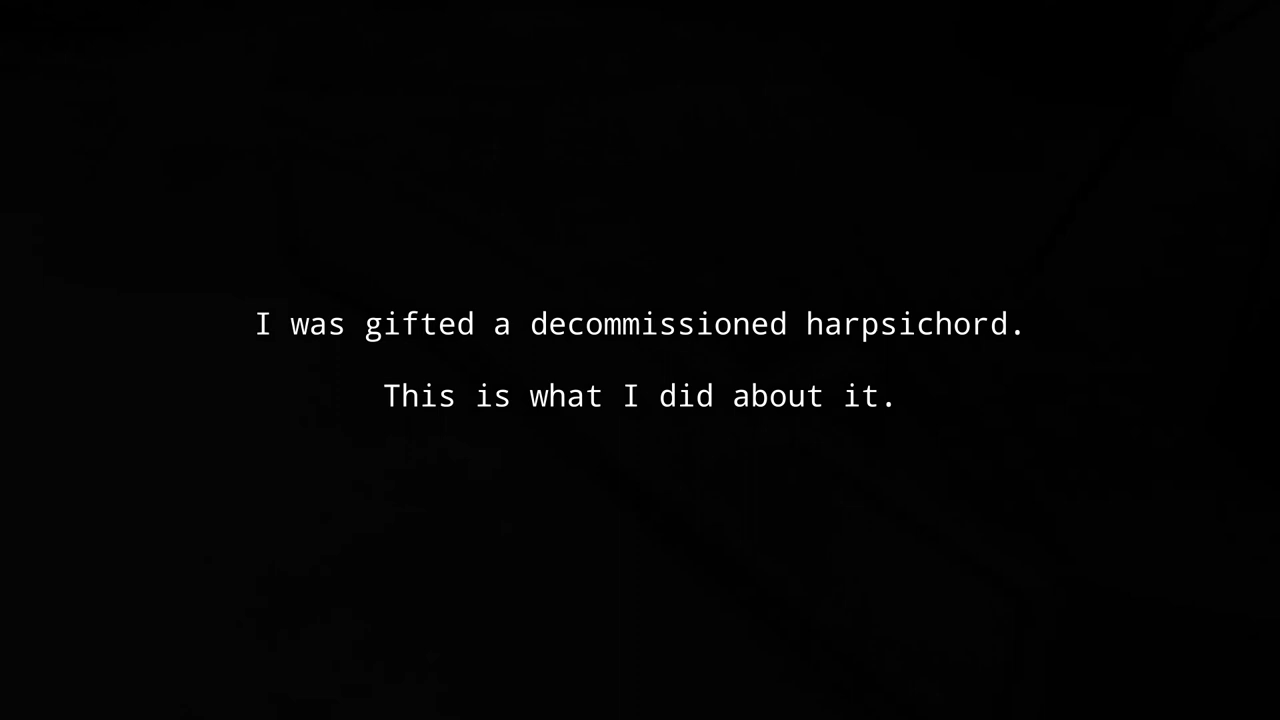 I was gifted a decommissioned harpsichord.
This is what I did about it.